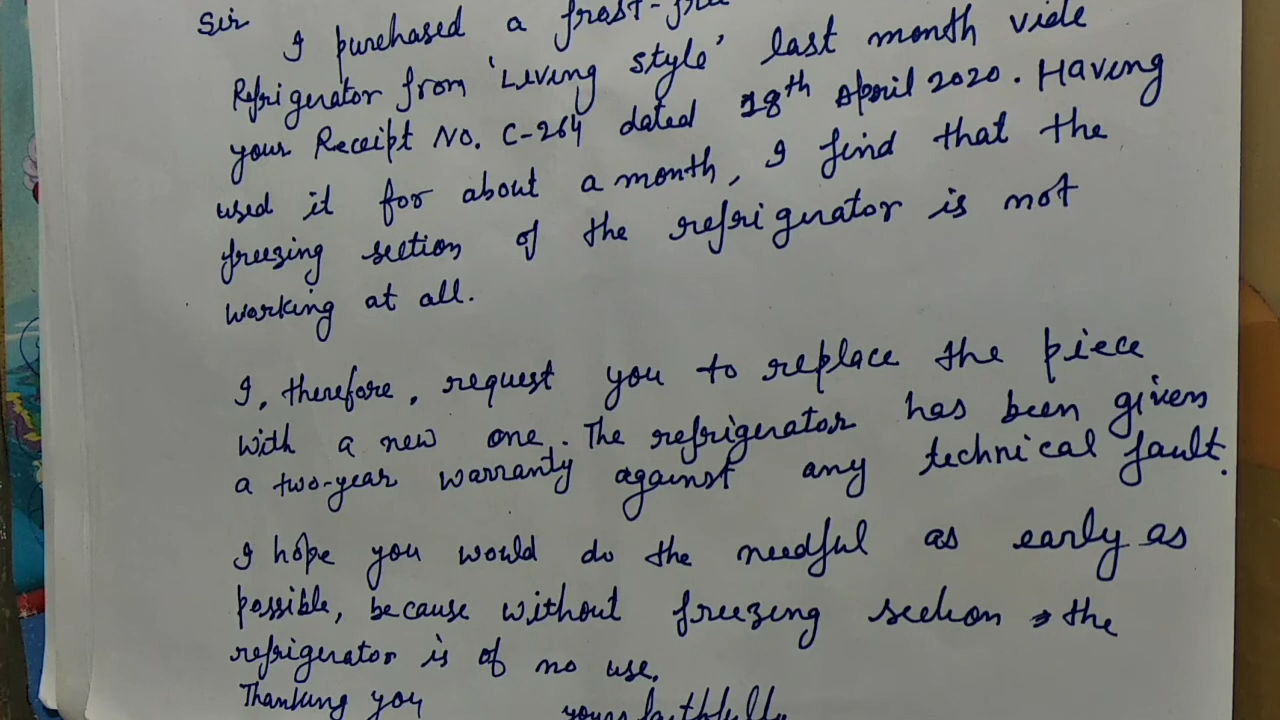 Sir
I purchased a frost-free
Refrigerator from 'Living style' last month vide
your Receipt No. C-264 dated 18th April 2020. Having
used it for about a month, I find that the
freezing section of the refrigerator is not
working at all.
I, therefore, request you to replace the piece
with a new one. The refrigerator has been given
a two-year warranty against any technical fault.
I hope you would do the needful as early as
possible, because without freezing section the
refrigerator is of no use.
Thanking you
yours faithfully